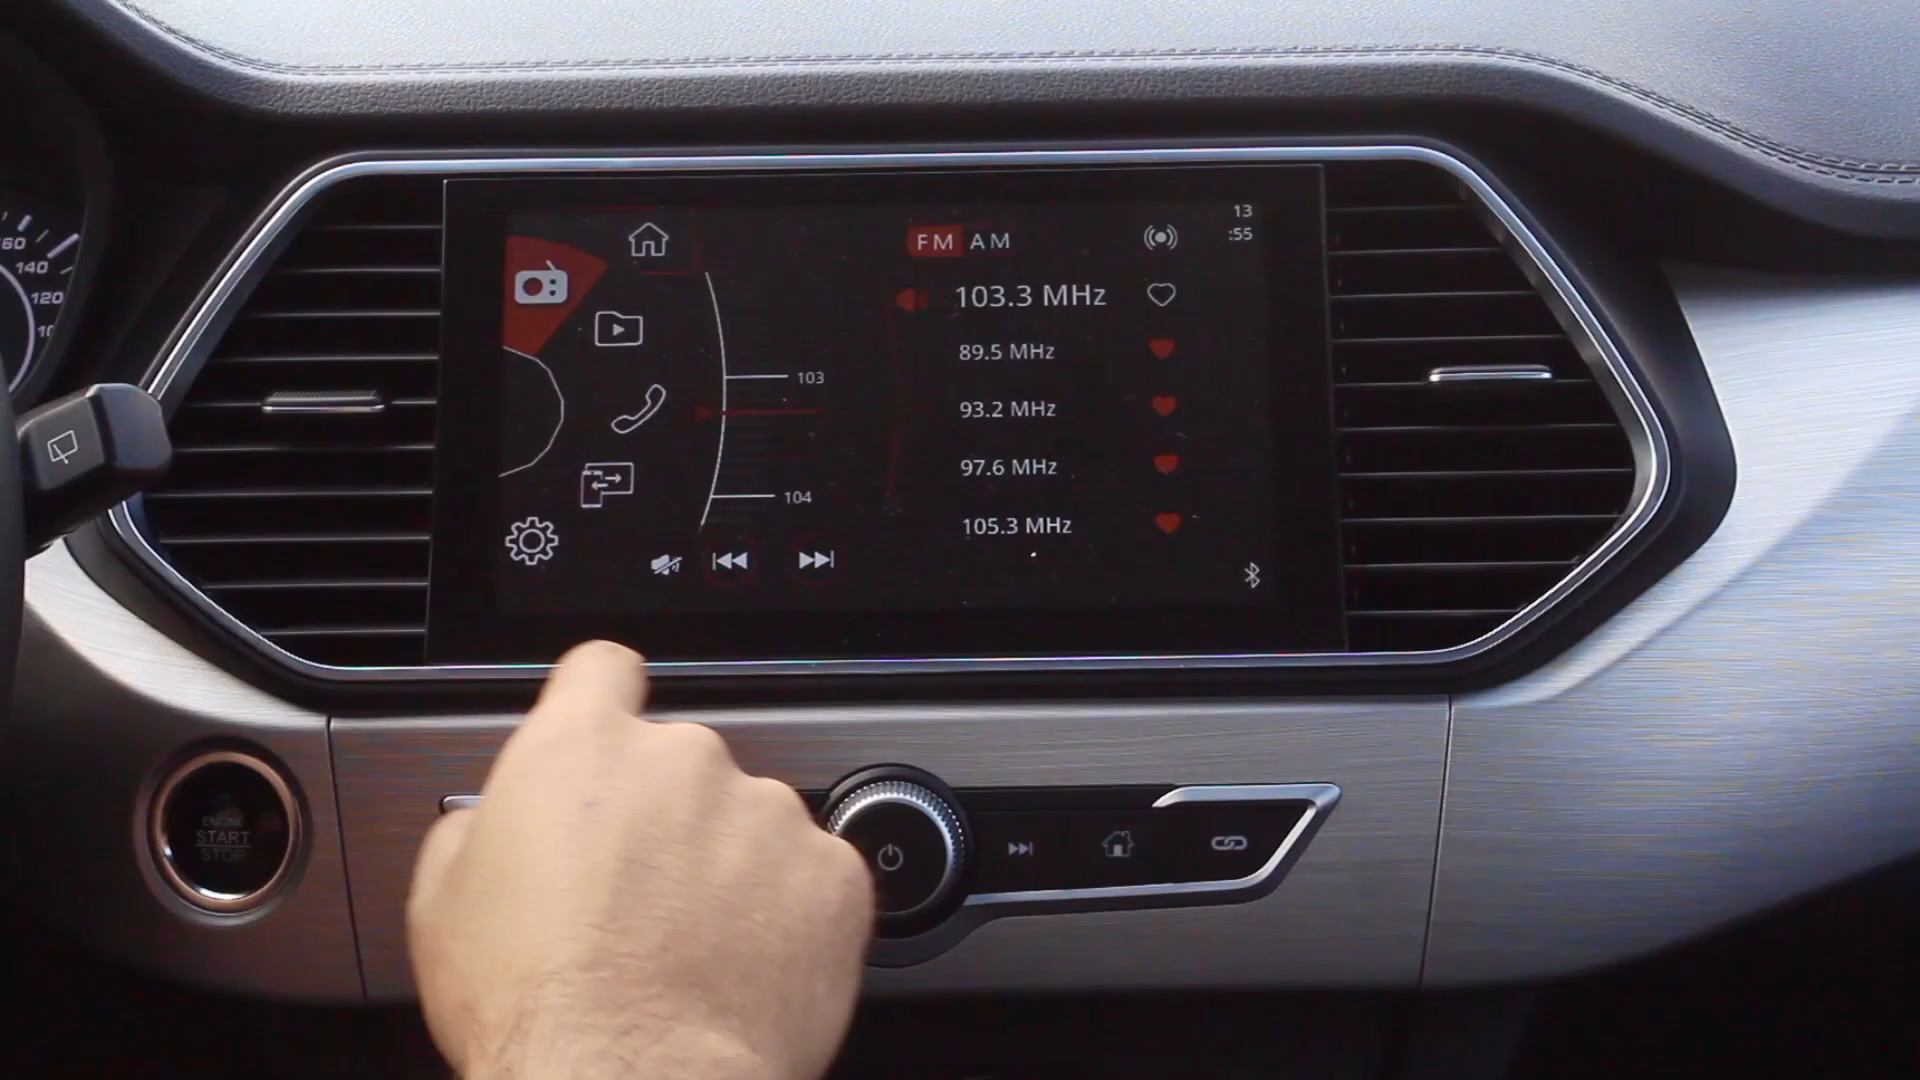 13
:55
FM AM
103.3 MHz
89.5 MHz
93.2 MHz
97.6 MHz
105.3 MHz
103
104
140
120
ENGINE
START
STOP